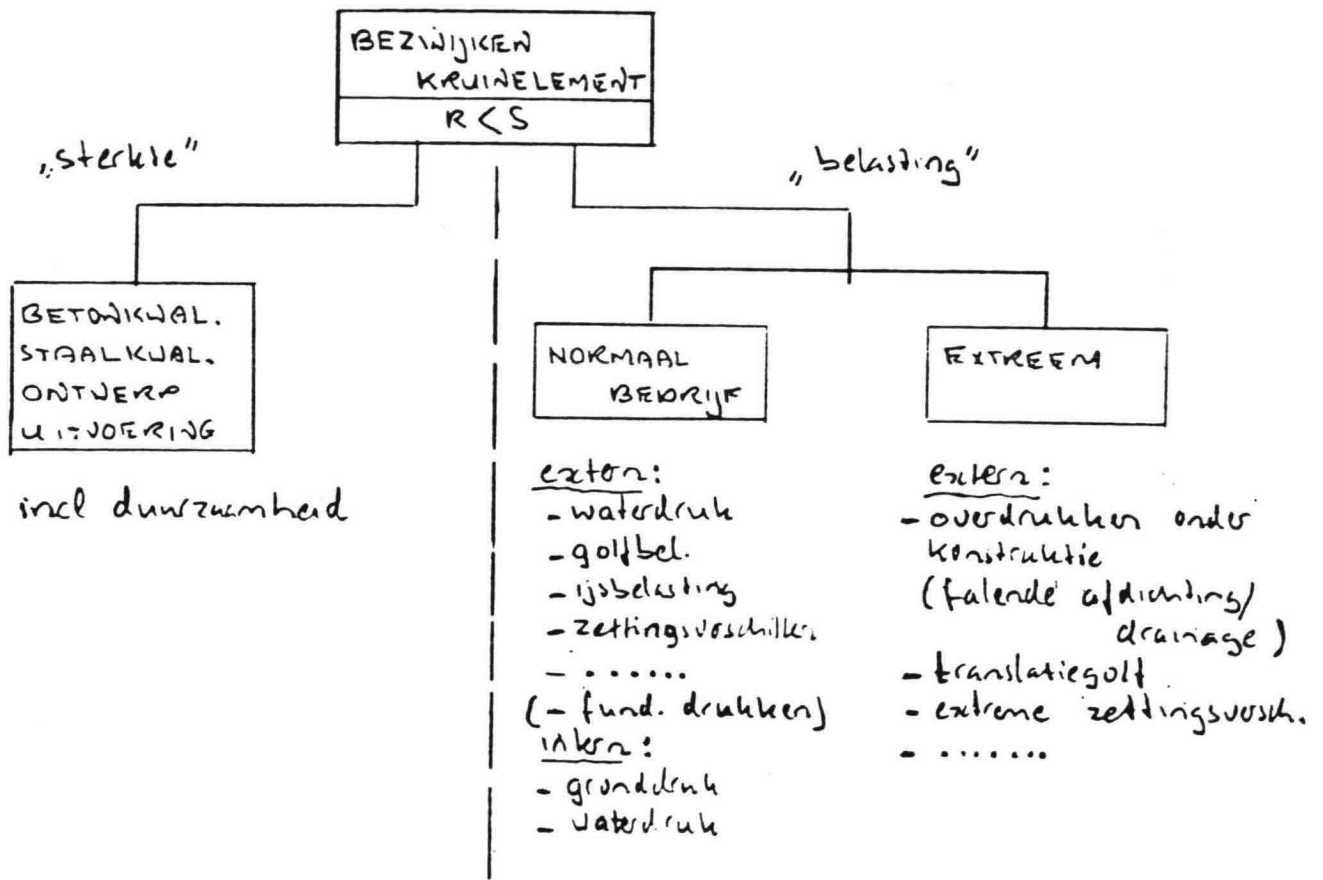 BEZWIJKEN
KRUINELEMENT
R < S
„sterkte"
„belasting"
BETONKWAL.
STAALKWAL.
ONTWERP
UITVOERING
incl duurzaamheid
NORMAAL
BEDRIJF
extern:
- waterdruk
- golfbel.
- ijsbelasting
- zettingsverschillen
- ......
(- fund. drukken)
intern:
- gronddruk
- waterdruk
EXTREEM
extern:
- overdrukken onder
konstruktie
(falende afdichting/
drainage)
- translatiegolf
- extreme zettingsversch.
- .......